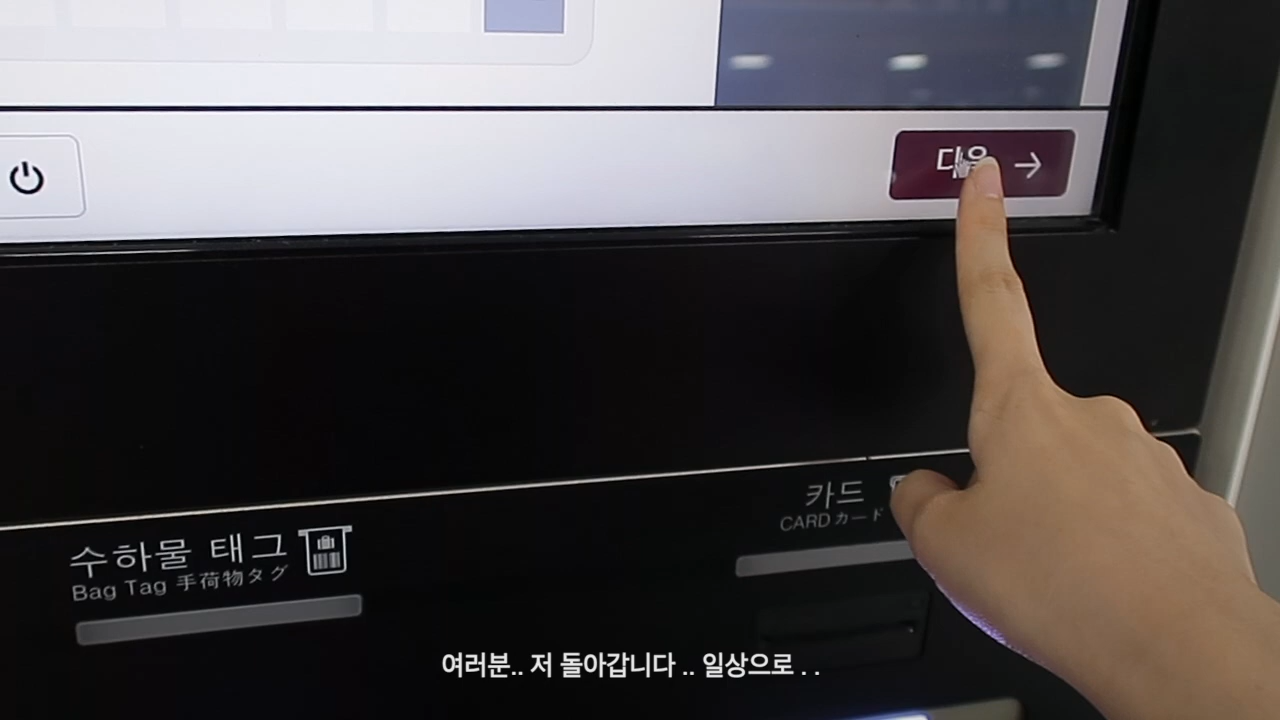 다음 →
카드
CARD カード
수하물 태그
Bag Tag 手荷物タグ
여러분.. 저 돌아갑니다 .. 일상으로 . .